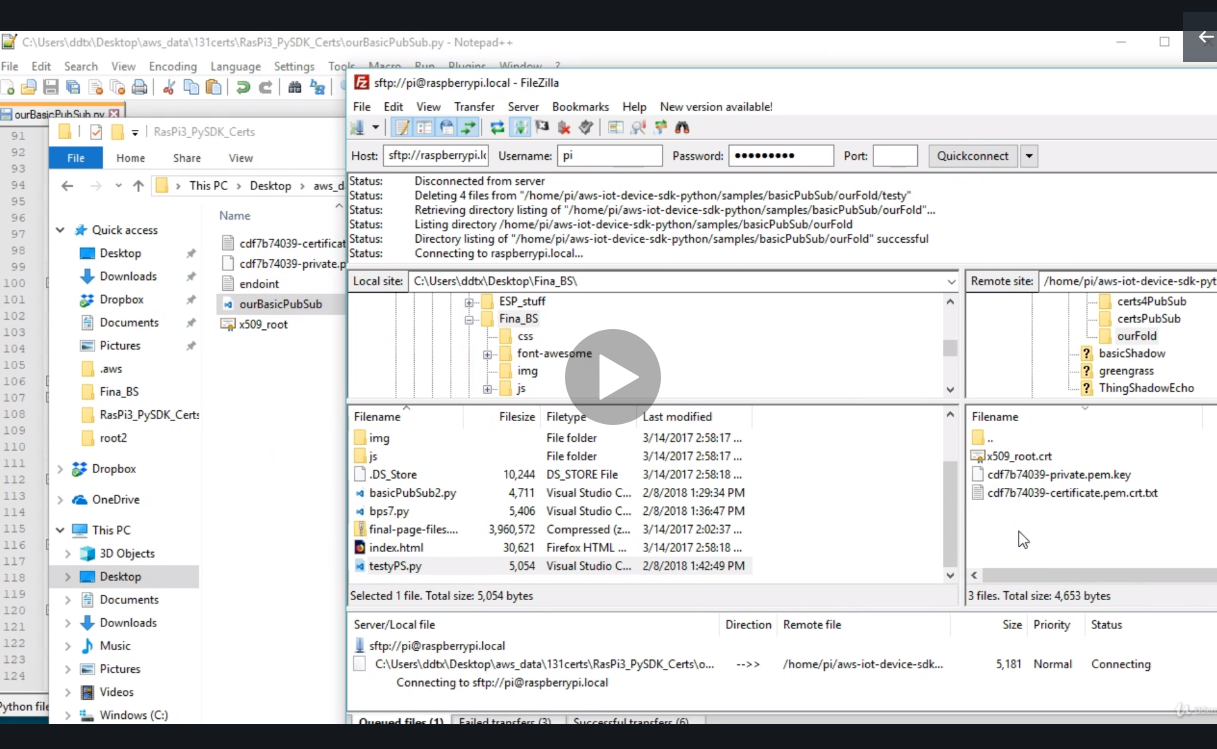 C:\Users\ddtx\Desktop\aws_data\131certs\RasPi3_PySDK_Certs\ourBasicPubSub.py - Notepad++
File Edit Search View Encoding Language Settings Tools Macro Run Plugins Window ?
ourBasicPubSub.py
91
92
93
94
95
96
97
98
99
100
101
102
103
104
105
106
107
108
109
110
111
112
113
114
115
116
117
118
119
120
121
122
123
124
Python file
RasPi3_PySDK_Certs
File Home Share View
This PC > Desktop > aws_d
Name
Quick access
Desktop
Downloads
Dropbox
Documents
Pictures
.aws
Fina_BS
RasPi3_PySDK_Certs
root2
Dropbox
OneDrive
This PC
3D Objects
Desktop
Documents
Downloads
Music
Pictures
Videos
Windows (C:)
cdf7b74039-certificat
cdf7b74039-private.p
endoint
ourBasicPubSub
x509_root
sftp://pi@raspberrypi.local - FileZilla
File Edit View Transfer Server Bookmarks Help New version available!
Host: sftp://raspberrypi.lo Username: pi Password: ●●●●●●●●● Port: Quickconnect
Status: Disconnected from server
Status: Deleting 4 files from "/home/pi/aws-iot-device-sdk-python/samples/basicPubSub/ourFold/testy"
Status: Retrieving directory listing of "/home/pi/aws-iot-device-sdk-python/samples/basicPubSub/ourFold"...
Status: Listing directory /home/pi/aws-iot-device-sdk-python/samples/basicPubSub/ourFold
Status: Directory listing of "/home/pi/aws-iot-device-sdk-python/samples/basicPubSub/ourFold" successful
Status: Connecting to raspberrypi.local...
Local site: C:\Users\ddtx\Desktop\Fina_BS\
ESP_stuff
Fina_BS
css
font-awesome
img
js
Remote site: /home/pi/aws-iot-device-sdk-pyt
certs4PubSub
certsPubSub
ourFold
basicShadow
greengrass
ThingShadowEcho
Filename Filesize Filetype Last modified
img File folder 3/14/2017 2:58:17 ...
js File folder 3/14/2017 2:58:17 ...
.DS_Store 10,244 DS_STORE File 3/14/2017 2:58:18 ...
basicPubSub2.py 4,711 Visual Studio C... 2/8/2018 1:29:34 PM
bps7.py 5,406 Visual Studio C... 2/8/2018 1:36:47 PM
final-page-files.... 3,960,572 Compressed (z... 3/14/2017 2:02:37 ...
index.html 30,621 Firefox HTML ... 3/14/2017 2:58:18 ...
testyPS.py 5,054 Visual Studio C... 2/8/2018 1:42:49 PM
Selected 1 file. Total size: 5,054 bytes
Filename
..
x509_root.crt
cdf7b74039-private.pem.key
cdf7b74039-certificate.pem.crt.txt
3 files. Total size: 4,653 bytes
Server/Local file Direction Remote file Size Priority Status
sftp://pi@raspberrypi.local
C:\Users\ddtx\Desktop\aws_data\131certs\RasPi3_PySDK_Certs\o... -->> /home/pi/aws-iot-device-sdk... 5,181 Normal Connecting
Connecting to sftp://pi@raspberrypi.local
Queued files (1) Failed transfers (3) Successful transfers (6)